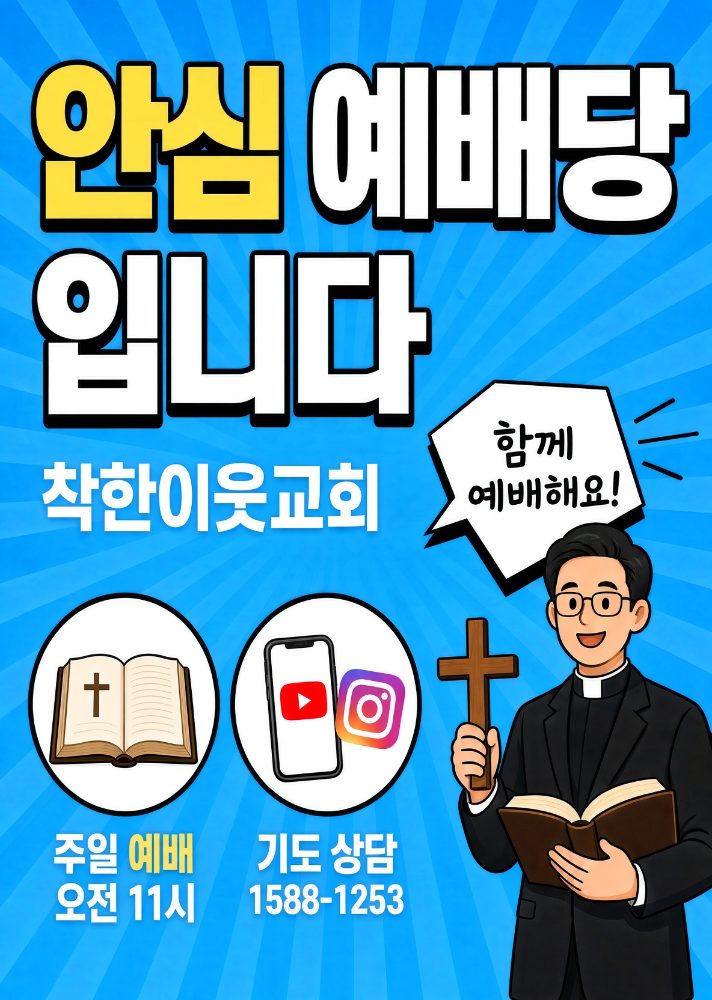 안심 예배당
입니다
착한이웃교회
함께
예배해요!
주일 예배
오전 11시
기도 상담
1588-1253